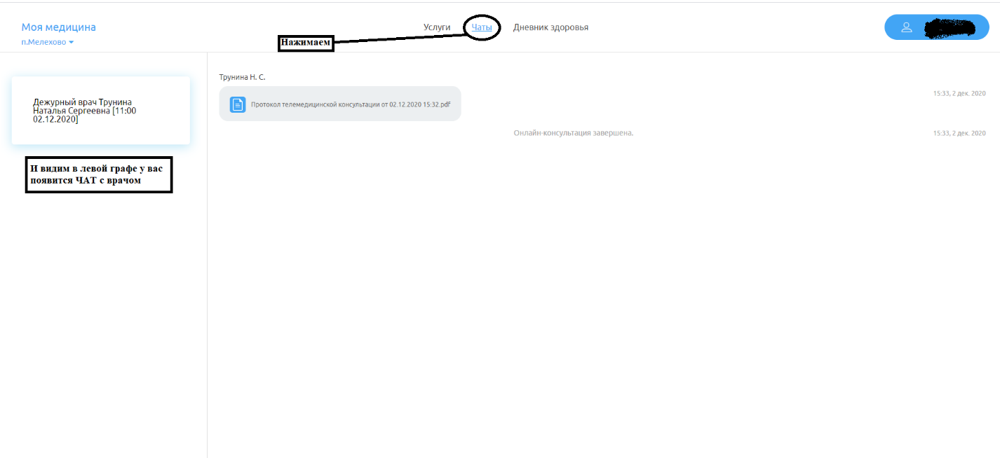 Моя медицина
п.Мелехово
Услуги
Чаты
Дневник здоровья
Нажимаем
Дежурный врач Трунина
Наталья Сергеевна [11:00
02.12.2020]
И видим в левой графе у вас
появится ЧАТ с врачом
Трунина Н. С.
Протокол телемедицинской консультации от 02.12.2020 15:32.pdf
15:33, 2 дек. 2020
Онлайн-консультация завершена.
15:33, 2 дек. 2020